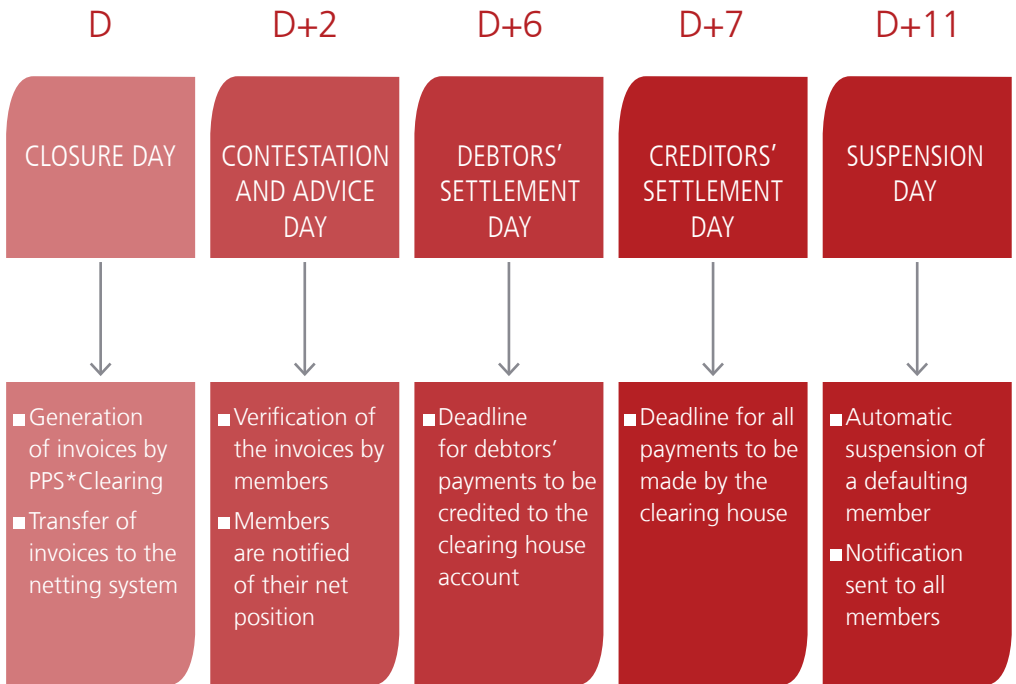 D
CLOSURE DAY
■ Generation
of invoices by
PPS*Clearing
■ Transfer of
invoices to the
netting system
D+2
CONTESTATION
AND ADVICE
DAY
■ Verification of
the invoices by
members
■ Members
are notified
of their net
position
D+6
DEBTORS'
SETTLEMENT
DAY
■ Deadline
for debtors'
payments to be
credited to the
clearing house
account
D+7
CREDITORS'
SETTLEMENT
DAY
■ Deadline for all
payments to be
made by the
clearing house
D+11
SUSPENSION
DAY
■ Automatic
suspension of
a defaulting
member
■ Notification
sent to all
members